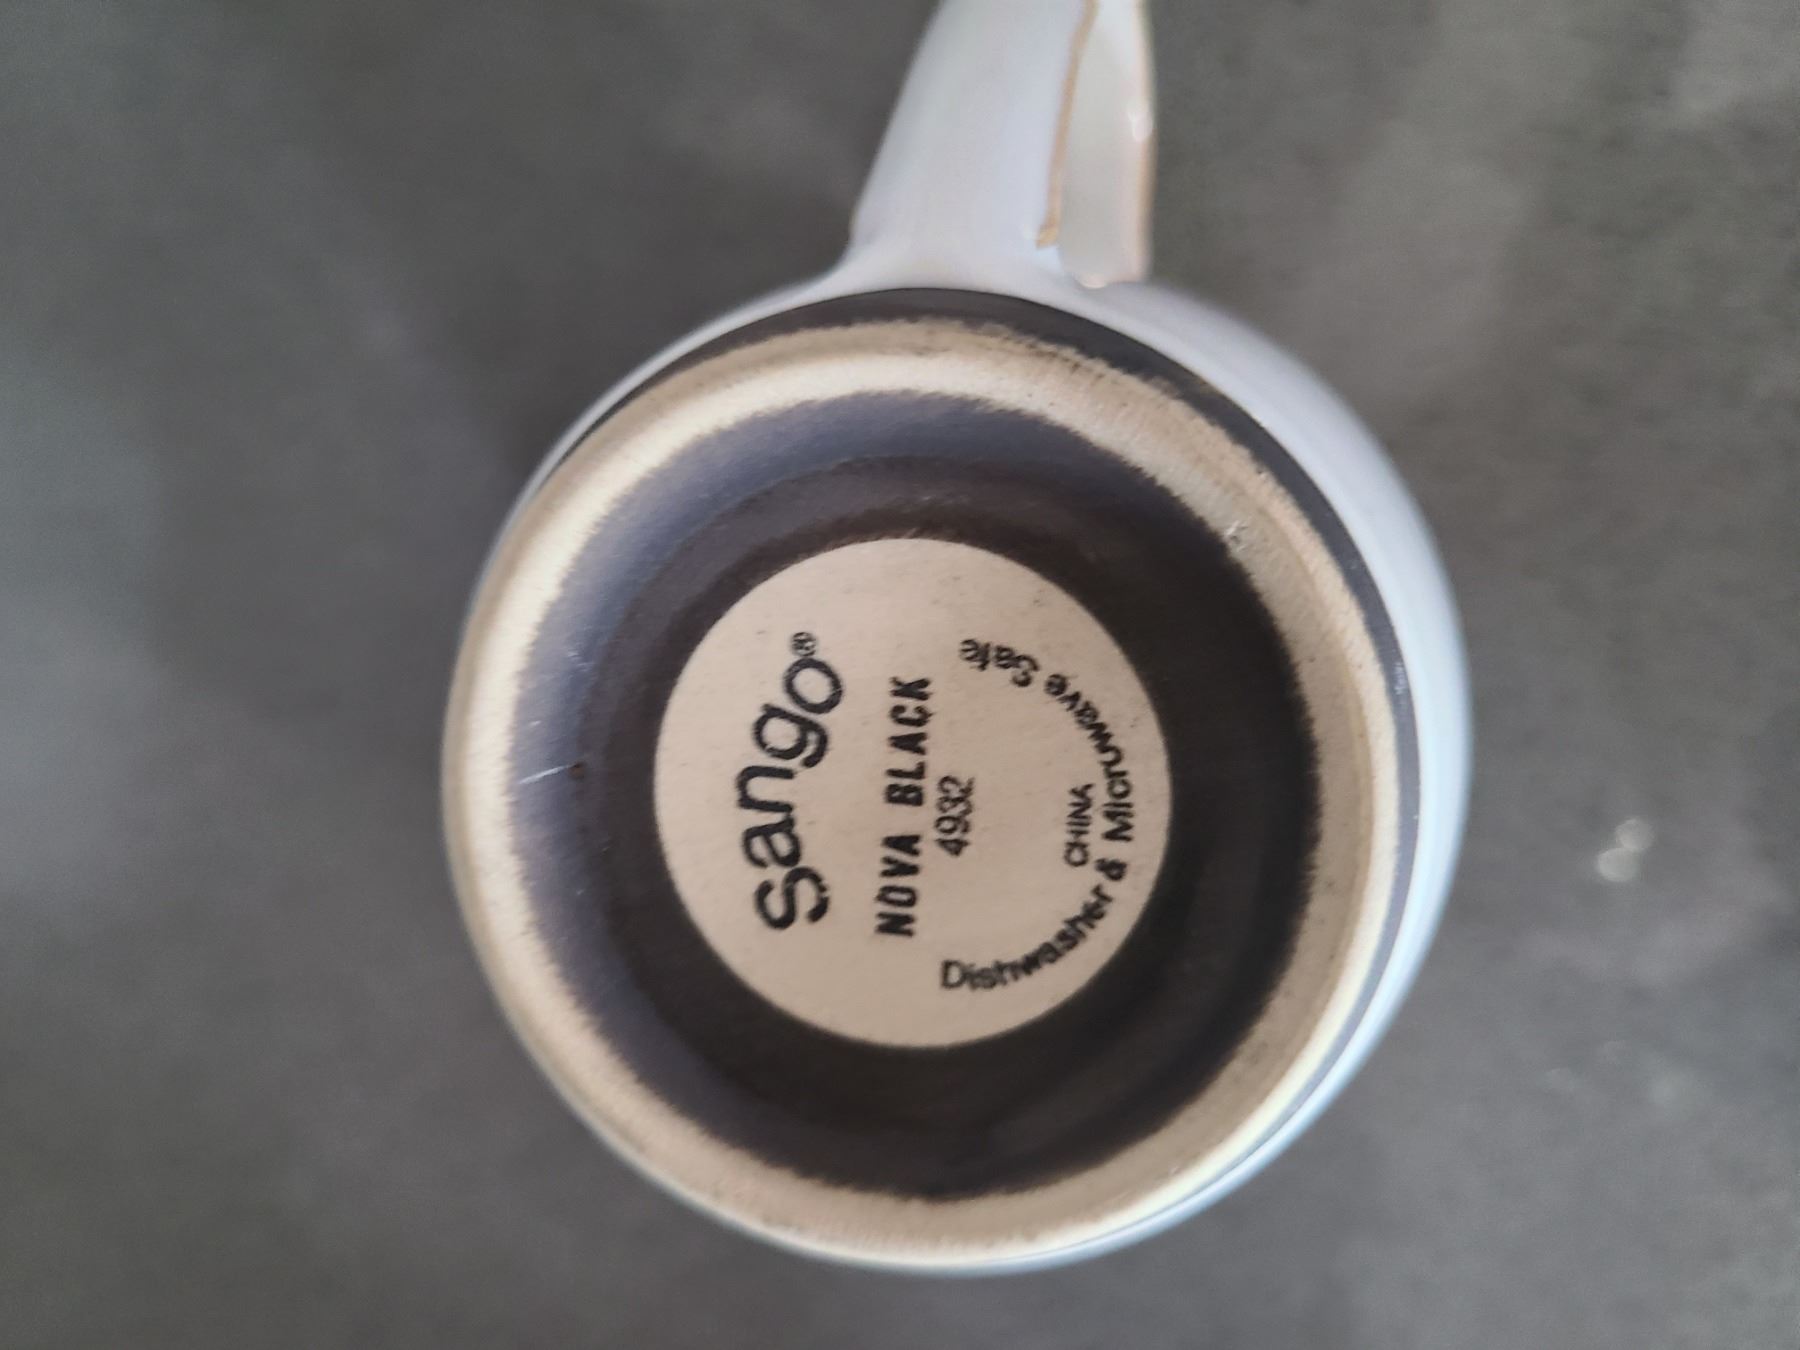 sango®
NOVA BLACK
4932
CHINA
Dishwasher & Microwave Safe